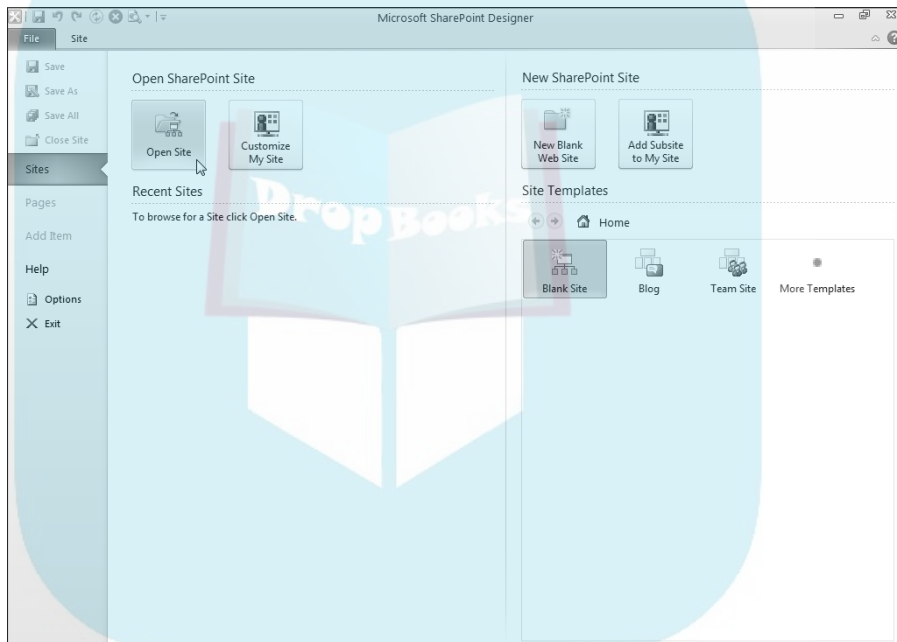 Microsoft SharePoint Designer
File
Site
Save
Save As
Save All
Close Site
Sites
Pages
Add Item
Help
Options
Exit
Open SharePoint Site
Open Site
Customize
My Site
Recent Sites
To browse for a Site click Open Site.
New SharePoint Site
New Blank
Web Site
Add Subsite
to My Site
Site Templates
Home
Blank Site
Blog
Team Site
More Templates
Drop Books